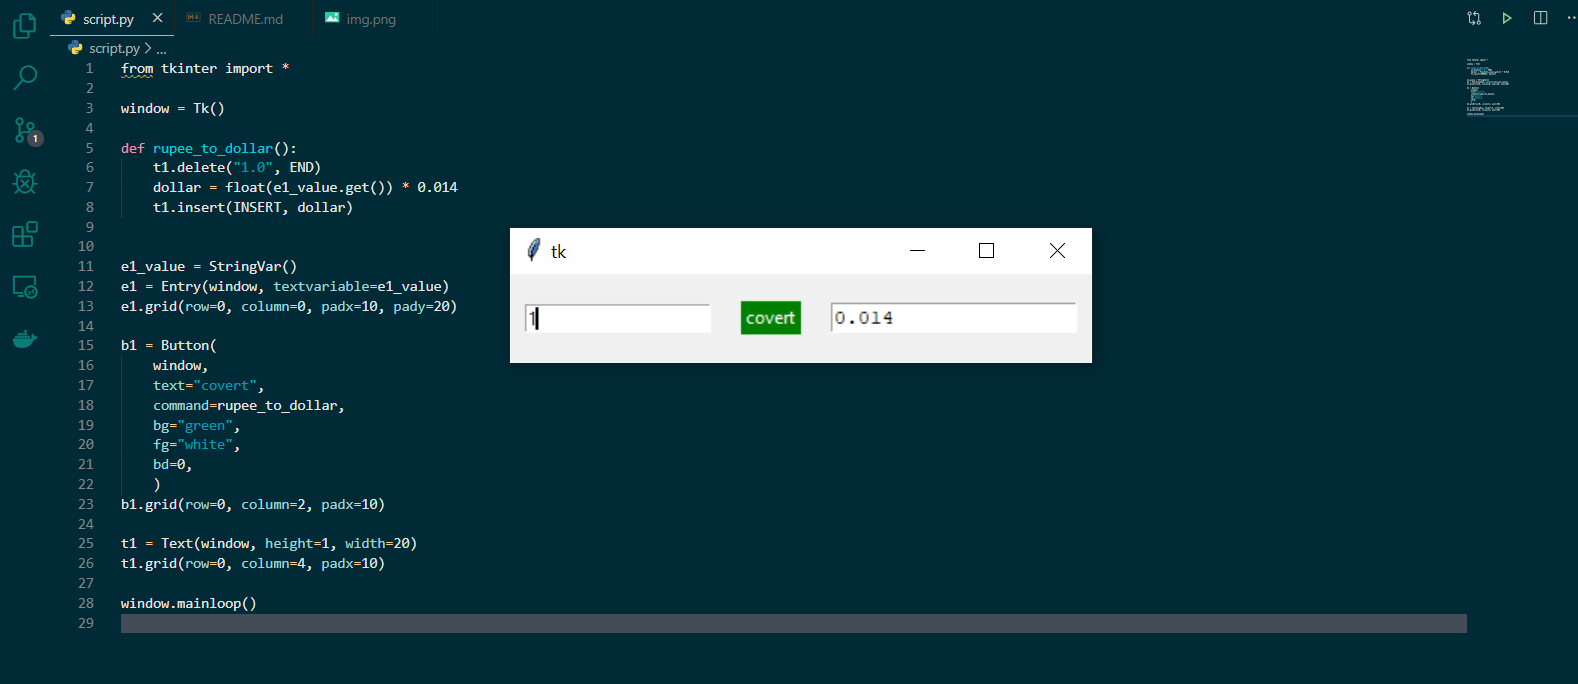 script.py
README.md
img.png
script.py > ...
1 from tkinter import *
2
3 window = Tk()
4
5 def rupee_to_dollar():
6     t1.delete("1.0", END)
7     dollar = float(e1_value.get()) * 0.014
8     t1.insert(INSERT, dollar)
9
10
11 e1_value = StringVar()
12 e1 = Entry(window, textvariable=e1_value)
13 e1.grid(row=0, column=0, padx=10, pady=20)
14
15 b1 = Button(
16     window,
17     text="covert",
18     command=rupee_to_dollar,
19     bg="green",
20     fg="white",
21     bd=0,
22     )
23 b1.grid(row=0, column=2, padx=10)
24
25 t1 = Text(window, height=1, width=20)
26 t1.grid(row=0, column=4, padx=10)
27
28 window.mainloop()
29
1
tk
1 covert 0.014